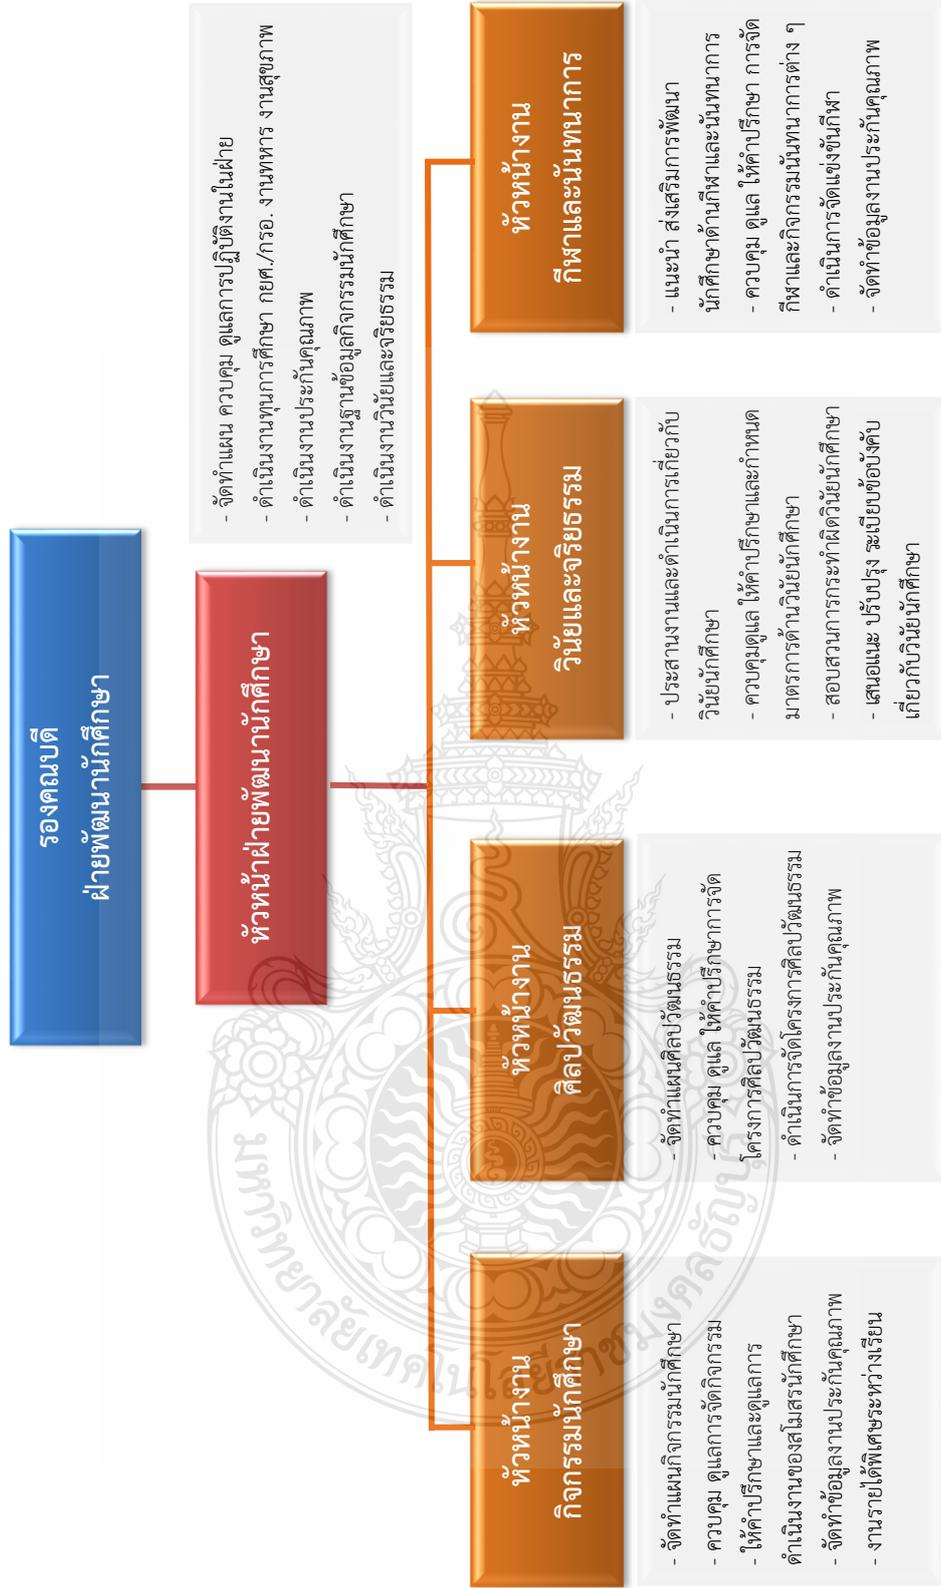 รองคณบดี
ฝ่ายพัฒนานักศึกษา
หัวหน้าฝ่ายพัฒนานักศึกษา
- จัดทำแผน ควบคุม ดูแลการปฏิบัติงานในฝ่าย
- ดำเนินงานทุนการศึกษา กยศ./กรอ. งานทหาร งานสุขภาพ
- ดำเนินงานประกันคุณภาพ
- ดำเนินงานฐานข้อมูลกิจกรรมนักศึกษา
- ดำเนินงานวินัยและจริยธรรม
หัวหน้างาน
กิจกรรมนักศึกษา
- จัดทำแผนกิจกรรมนักศึกษา
- ควบคุม ดูแลการจัดกิจกรรม
- ให้คำปรึกษาและดูแลการ
ดำเนินงานของสโมสรนักศึกษา
- จัดทำข้อมูลงานประกันคุณภาพ
- งานรายได้พิเศษระหว่างเรียน
หัวหน้างาน
ศิลปวัฒนธรรม
- จัดทำแผนศิลปวัฒนธรรม
- ควบคุม ดูแล ให้คำปรึกษาการจัด
โครงการศิลปวัฒนธรรม
- ดำเนินการจัดโครงการศิลปวัฒนธรรม
- จัดทำข้อมูลงานประกันคุณภาพ
หัวหน้างาน
วินัยและจริยธรรม
- ประสานงานและดำเนินการเกี่ยวกับ
วินัยนักศึกษา
- ควบคุมดูแล ให้คำปรึกษาและกำหนด
มาตรการด้านวินัยนักศึกษา
- สอบสวนการกระทำผิดวินัยนักศึกษา
- เสนอแนะ ปรับปรุง ระเบียบข้อบังคับ
เกี่ยวกับวินัยนักศึกษา
หัวหน้างาน
กีฬาและนันทนาการ
- แนะนำ ส่งเสริมการพัฒนา
นักศึกษาด้านกีฬาและนันทนาการ
- ควบคุม ดูแล ให้คำปรึกษา การจัด
กีฬาและกิจกรรมนันทนาการต่าง ๆ
- ดำเนินการจัดแข่งขันกีฬา
- จัดทำข้อมูลงานประกันคุณภาพ
มหาวิทยาลัยเทคโนโลยีราชมงคลธัญบุรี